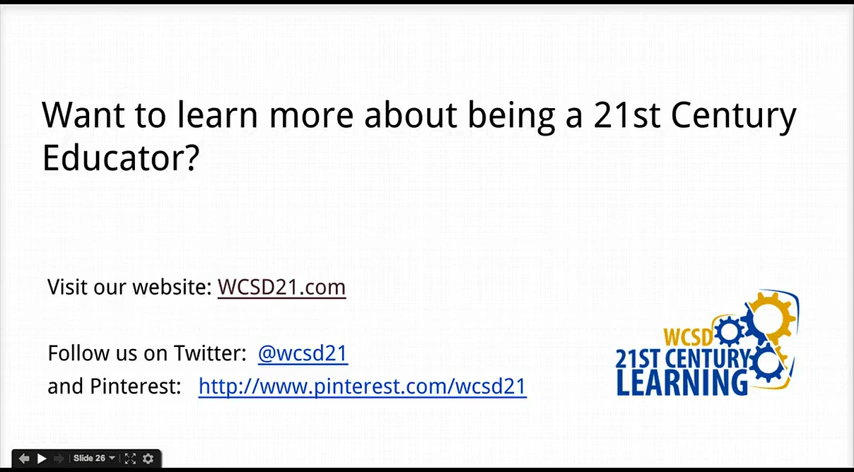 Want to learn more about being a 21st Century
Educator?
Visit our website: WCSD21.com
Follow us on Twitter: @wcsd21
and Pinterest: http://www.pinterest.com/wcsd21
WCSD
21ST CENTURY
LEARNING
Slide 26